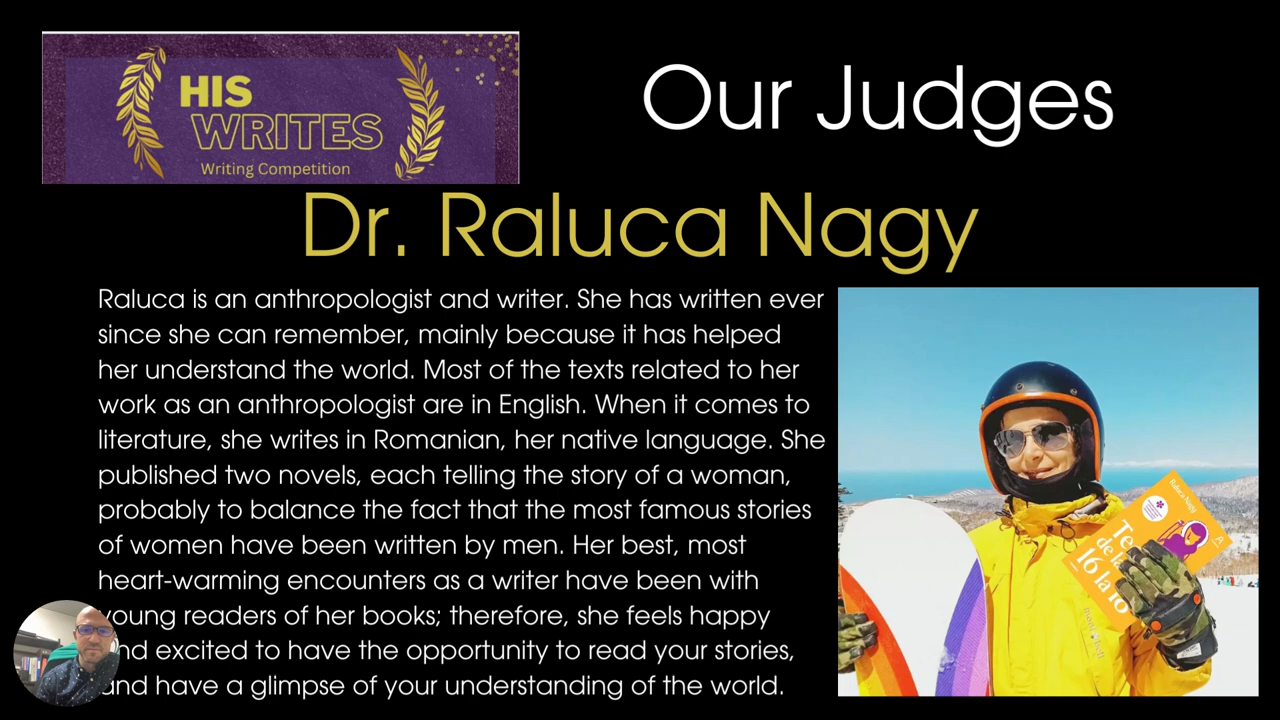 HIS
WRITES
Writing Competition
Our Judges
Dr. Raluca Nagy
Raluca is an anthropologist and writer. She has written ever
since she can remember, mainly because it has helped
her understand the world. Most of the texts related to her
work as an anthropologist are in English. When it comes to
literature, she writes in Romanian, her native language. She
published two novels, each telling the story of a woman,
probably to balance the fact that the most famous stories
of women have been written by men. Her best, most
heart-warming encounters as a writer have been with
young readers of her books; therefore, she feels happy
and excited to have the opportunity to read your stories,
and have a glimpse of your understanding of the world.
Raluca Nagy
de la
16 la 10